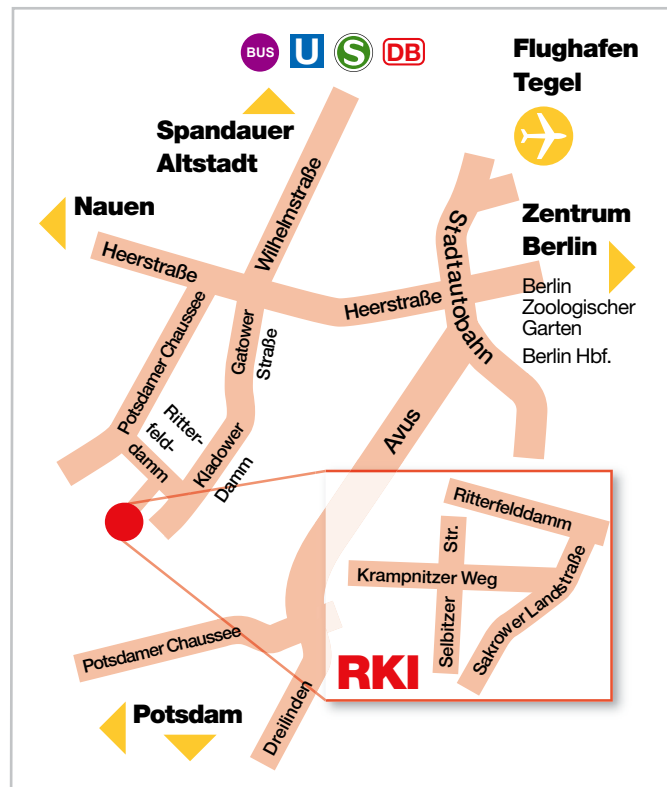 BUS U S DB
Flughafen
Tegel
Spandauer
Altstadt
Nauen
Wilhelmstraße
Stadtautobahn
Zentrum
Berlin
Berlin
Zoologischer
Garten
Berlin Hbf.
Heerstraße
Heerstraße
Potsdamer Chaussee
Gatower
Straße
Ritter-
feld-
damm
Kladower
Damm
Avus
Ritterfelddamm
Selbitzer Str.
Krampnitzer Weg
Sakrower Landstraße
RKI
Potsdamer Chaussee
Dreilinden
Potsdam